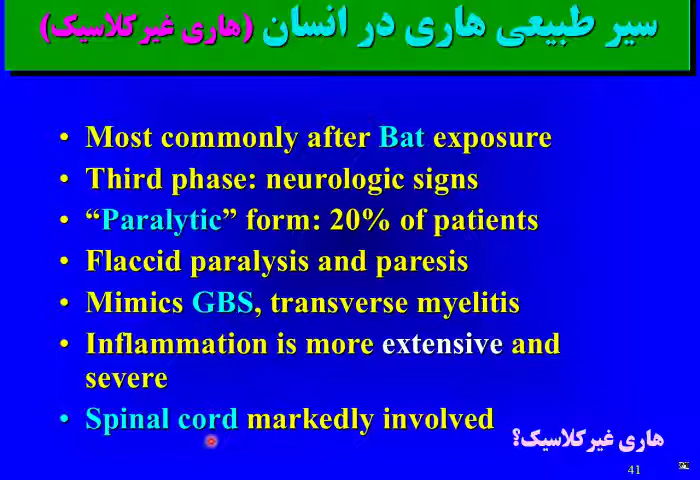 سیر طبیعی هاری در انسان (هاری غیرکلاسیک)
• Most commonly after Bat exposure
• Third phase: neurologic signs
• “Paralytic” form: 20% of patients
• Flaccid paralysis and paresis
• Mimics GBS, transverse myelitis
• Inflammation is more extensive and
severe
• Spinal cord markedly involved
هاری غیرکلاسیک؟
41